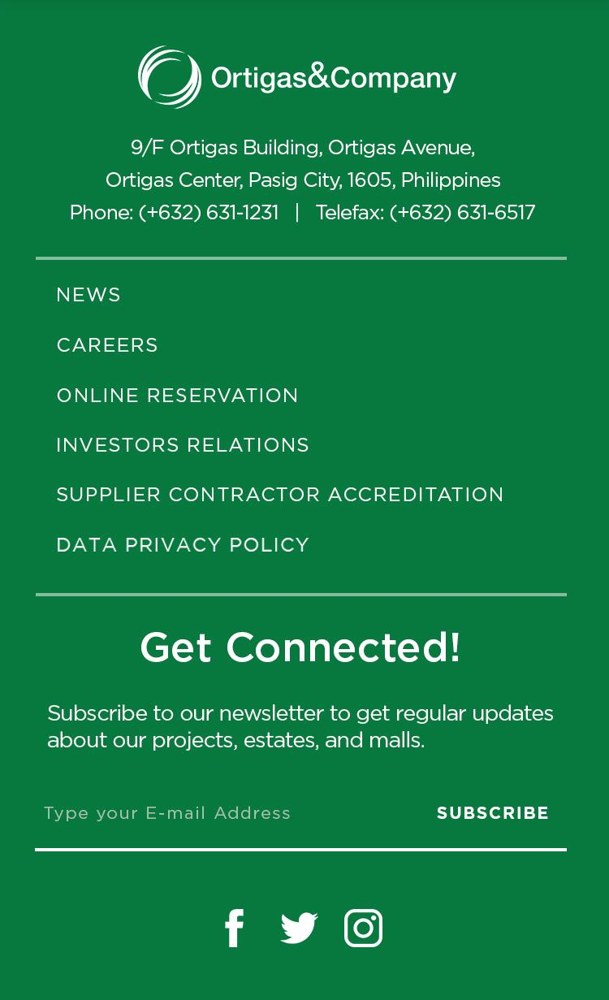 Ortigas&Company
9/F Ortigas Building, Ortigas Avenue,
Ortigas Center, Pasig City, 1605, Philippines
Phone: (+632) 631-1231 | Telefax: (+632) 631-6517
NEWS
CAREERS
ONLINE RESERVATION
INVESTORS RELATIONS
SUPPLIER CONTRACTOR ACCREDITATION
DATA PRIVACY POLICY
Get Connected!
Subscribe to our newsletter to get regular updates
about our projects, estates, and malls.
Type your E-mail Address SUBSCRIBE